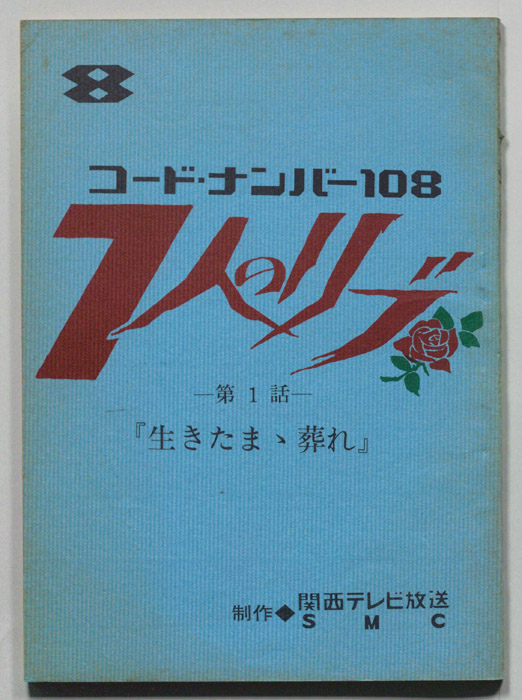 8
コード・ナンバー108
7人のリブ
―第1話―
『生きたまゝ葬れ』
制作◆関西テレビ放送
SMC